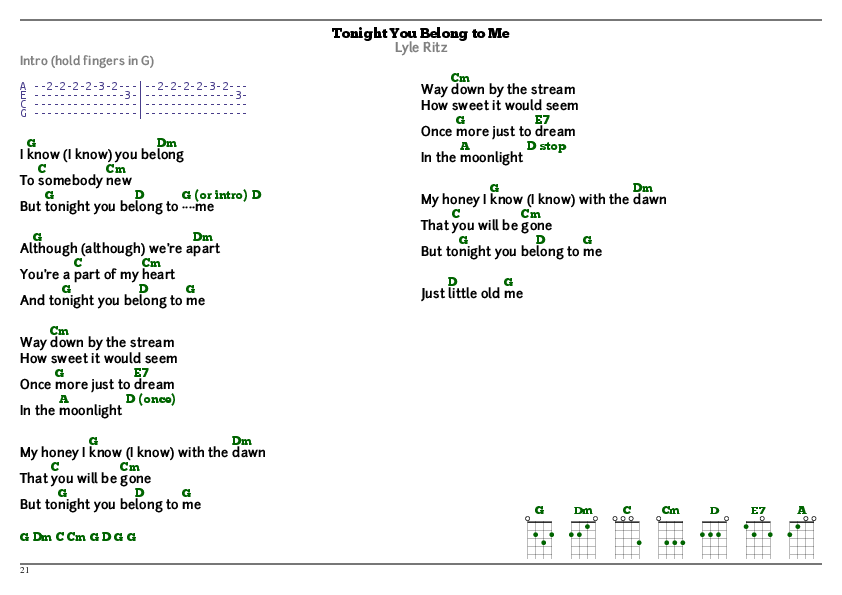 Tonight You Belong to Me
Lyle Ritz
Intro (hold fingers in G)
A --2-2-2-2-3-2---|--2-2-2-2-3-2---
E --------------3-|--------------3-
C ----------------|----------------
G ----------------|----------------
G Dm
I know (I know) you belong
C Cm
To somebody new
G D G (or intro) D
But tonight you belong to ····me
G Dm
Although (although) we're apart
C Cm
You're a part of my heart
G D G
And tonight you belong to me
Cm
Way down by the stream
How sweet it would seem
G E7
Once more just to dream
A D (once)
In the moonlight
G Dm
My honey I know (I know) with the dawn
C Cm
That you will be gone
G D G
But tonight you belong to me
G Dm C Cm G D G G
Cm
Way down by the stream
How sweet it would seem
G E7
Once more just to dream
A D stop
In the moonlight
G Dm
My honey I know (I know) with the dawn
C Cm
That you will be gone
G D G
But tonight you belong to me
D G
Just little old me
G Dm C Cm D E7 A
21